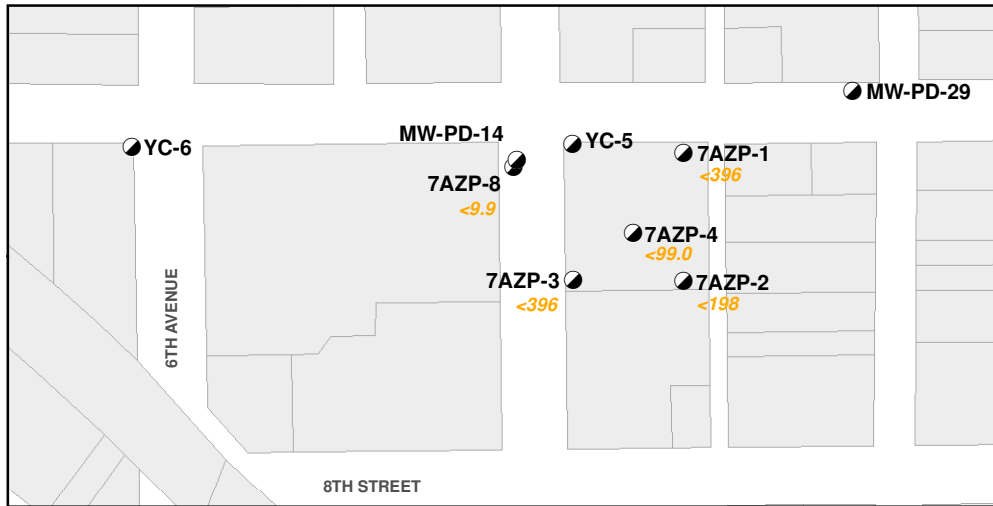 MW-PD-29
MW-PD-14
YC-5
YC-6
7AZP-1
<396
7AZP-8
<9.9
7AZP-4
<99.0
7AZP-3
<396
7AZP-2
<198
6TH AVENUE
8TH STREET